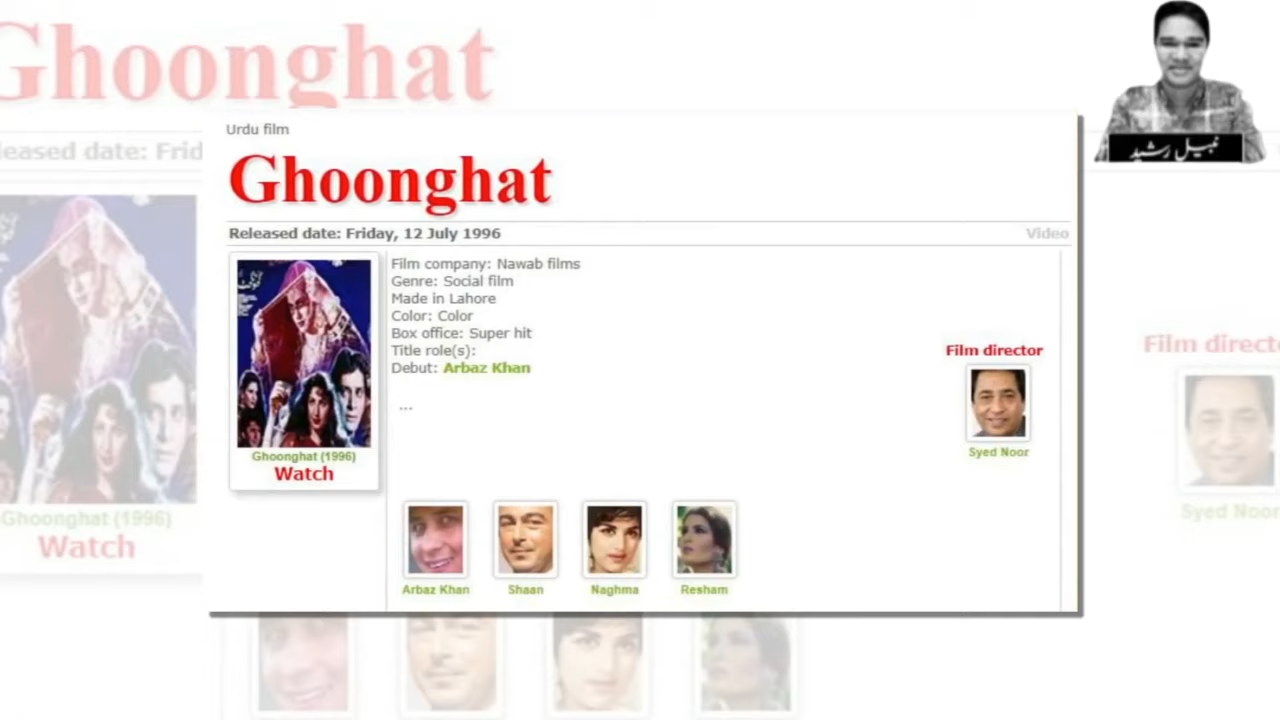 Ghoonghat
نبیل رشید
Urdu film
Ghoonghat
eased date: Frid
Released date: Friday, 12 July 1996
Video
Film company: Nawab films
Genre: Social film
Made in Lahore
Color: Color
Box office: Super hit
Title role(s):
Debut: Arbaz Khan
...
Film director
Syed Noor
Ghoonghat (1996)
Watch
Arbaz Khan
Shaan
Naghma
Resham
Film direct
Syed Noor
Ghoonghat (1996)
Watch